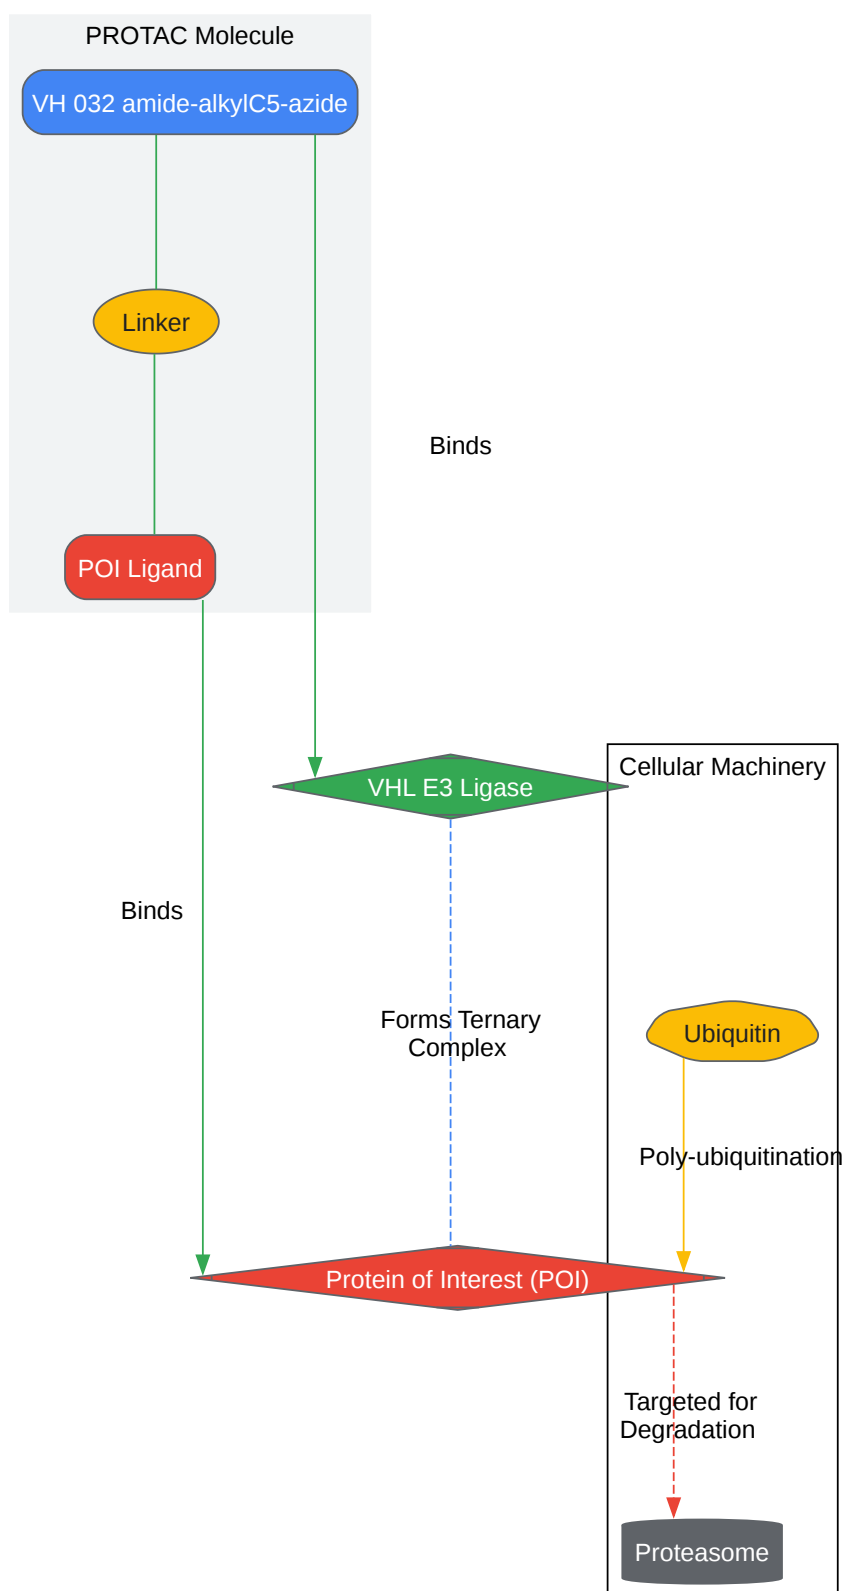 PROTAC Molecule
VH 032 amide-alkylC5-azide
Linker
Binds
POI Ligand
Cellular Machinery
VHL E3 Ligase
Binds
Forms Ternary
Complex
Ubiquitin
Poly-ubiquitination
Protein of Interest (POI)
Targeted for
Degradation
Proteasome